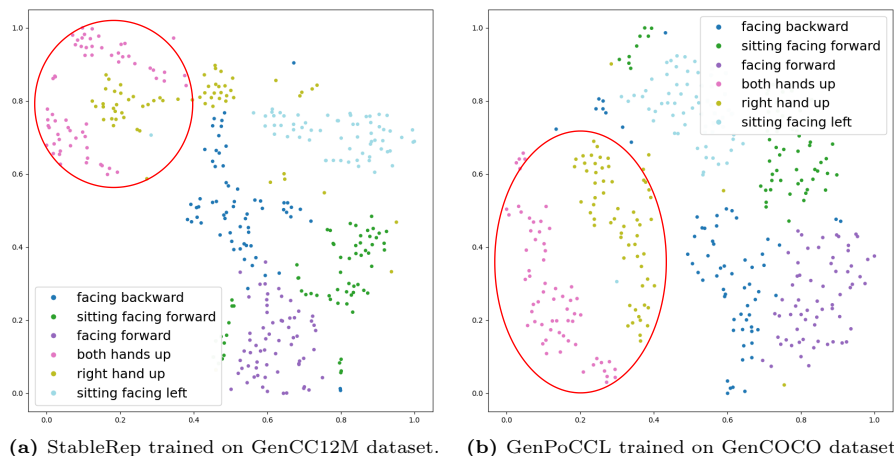 1.0
0.8
0.6
0.4
0.2
0.0
facing backward
sitting facing forward
facing forward
both hands up
right hand up
sitting facing left
0.0 0.2 0.4 0.6 0.8 1.0
(a) StableRep trained on GenCC12M dataset.
1.0
0.8
0.6
0.4
0.2
0.0
facing backward
sitting facing forward
facing forward
both hands up
right hand up
sitting facing left
0.0 0.2 0.4 0.6 0.8 1.0
(b) GenPoCCL trained on GenCOCO dataset